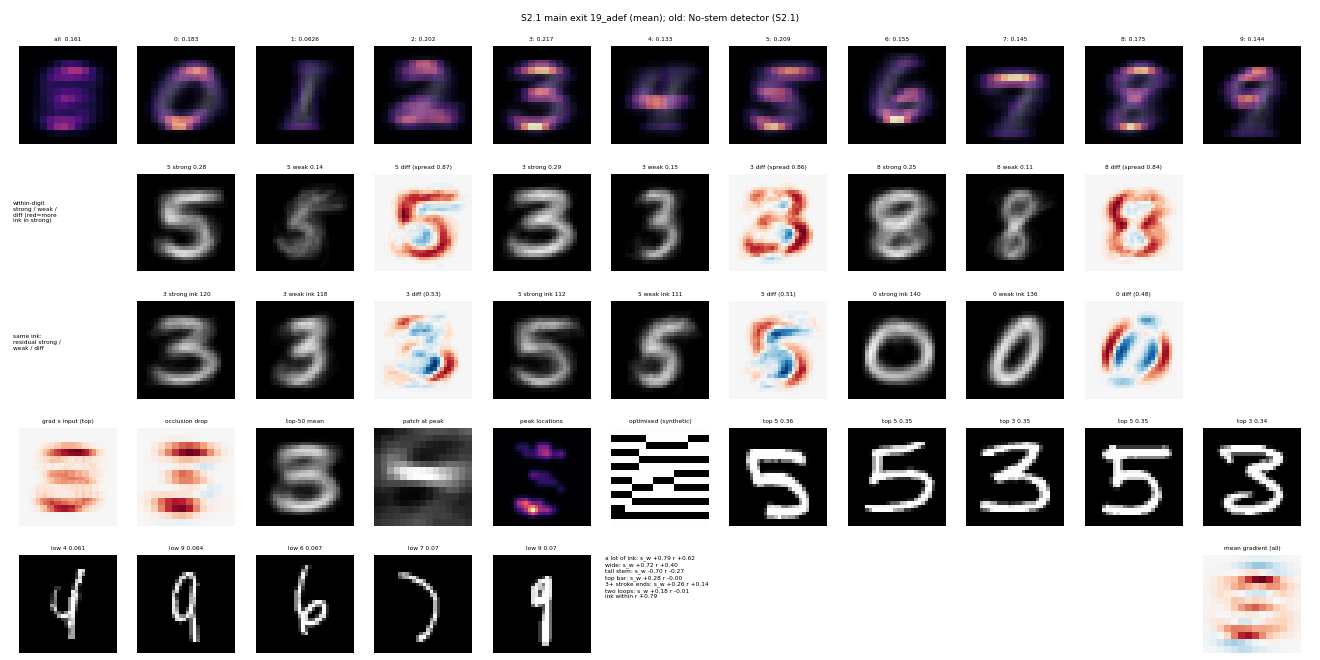 S2.1 main exit 19_adef (mean); old: No-stem detector (S2.1)
all 0.161
0: 0.183
1: 0.0626
2: 0.202
3: 0.217
4: 0.133
5: 0.209
6: 0.155
7: 0.145
8: 0.175
9: 0.144
within-digit
strong / weak /
diff (red=more
ink in strong)
5 strong 0.28
5 weak 0.14
5 diff (spread 0.87)
3 strong 0.29
3 weak 0.15
3 diff (spread 0.86)
8 strong 0.25
8 weak 0.11
8 diff (spread 0.84)
same ink:
residual strong /
weak / diff
3 strong ink 120
3 weak ink 118
3 diff (0.53)
5 strong ink 112
5 weak ink 111
5 diff (0.51)
0 strong ink 140
0 weak ink 136
0 diff (0.48)
grad x input (top)
occlusion drop
top-50 mean
patch at peak
peak locations
optimised (synthetic)
top 5 0.36
top 5 0.35
top 3 0.35
top 5 0.35
top 3 0.34
low 4 0.061
low 9 0.064
low 6 0.067
low 7 0.07
low 9 0.07
a lot of ink: s_w +0.79 r +0.62
wide: s_w +0.72 r +0.40
tall stem: s_w -0.70 r -0.27
top bar: s_w +0.28 r -0.00
3+ stroke ends: s_w +0.26 r +0.14
two loops: s_w +0.18 r -0.01
ink within r +0.79
mean gradient (all)